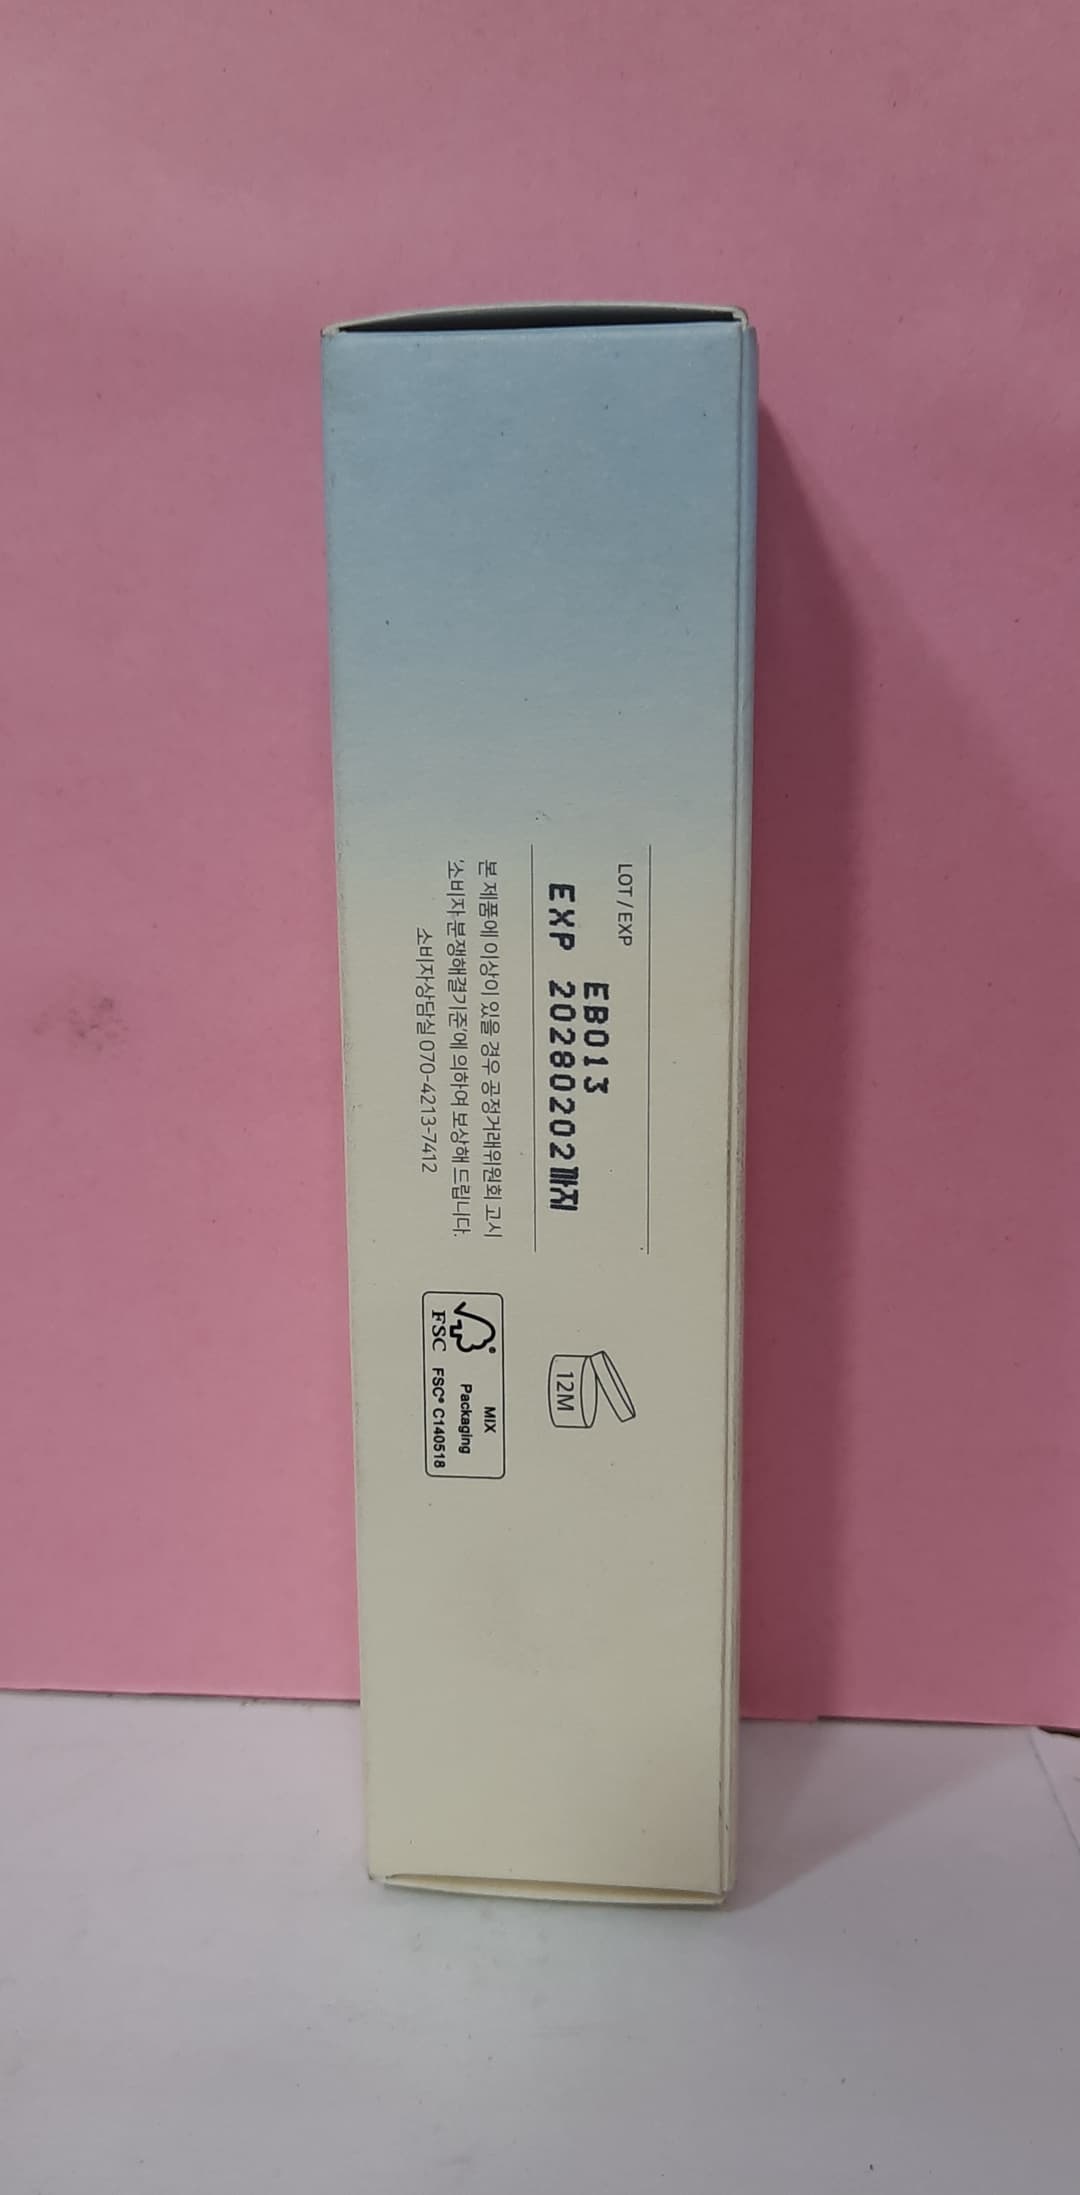 LOT / EXP
EB013
EXP 20280202까지
본 제품에 이상이 있을 경우 공정거래위원회 고시
'소비자 분쟁해결기준'에 의하여 보상해 드립니다.
소비자상담실 070-4213-7412
12M
FSC
MIX
Packaging
FSC® C140518